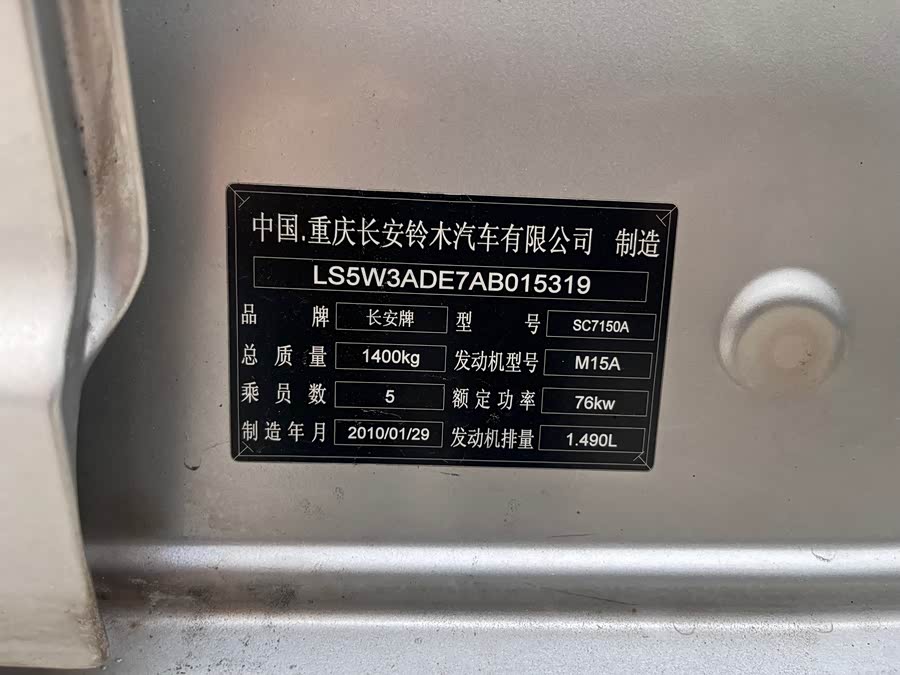 中国.重庆长安铃木汽车有限公司 制造
LS5W3ADE7AB015319
品牌 长安牌 型号 SC7150A
总质量 1400kg 发动机型号 M15A
乘员数 5 额定功率 76kw
制造年月 2010/01/29 发动机排量 1.490L